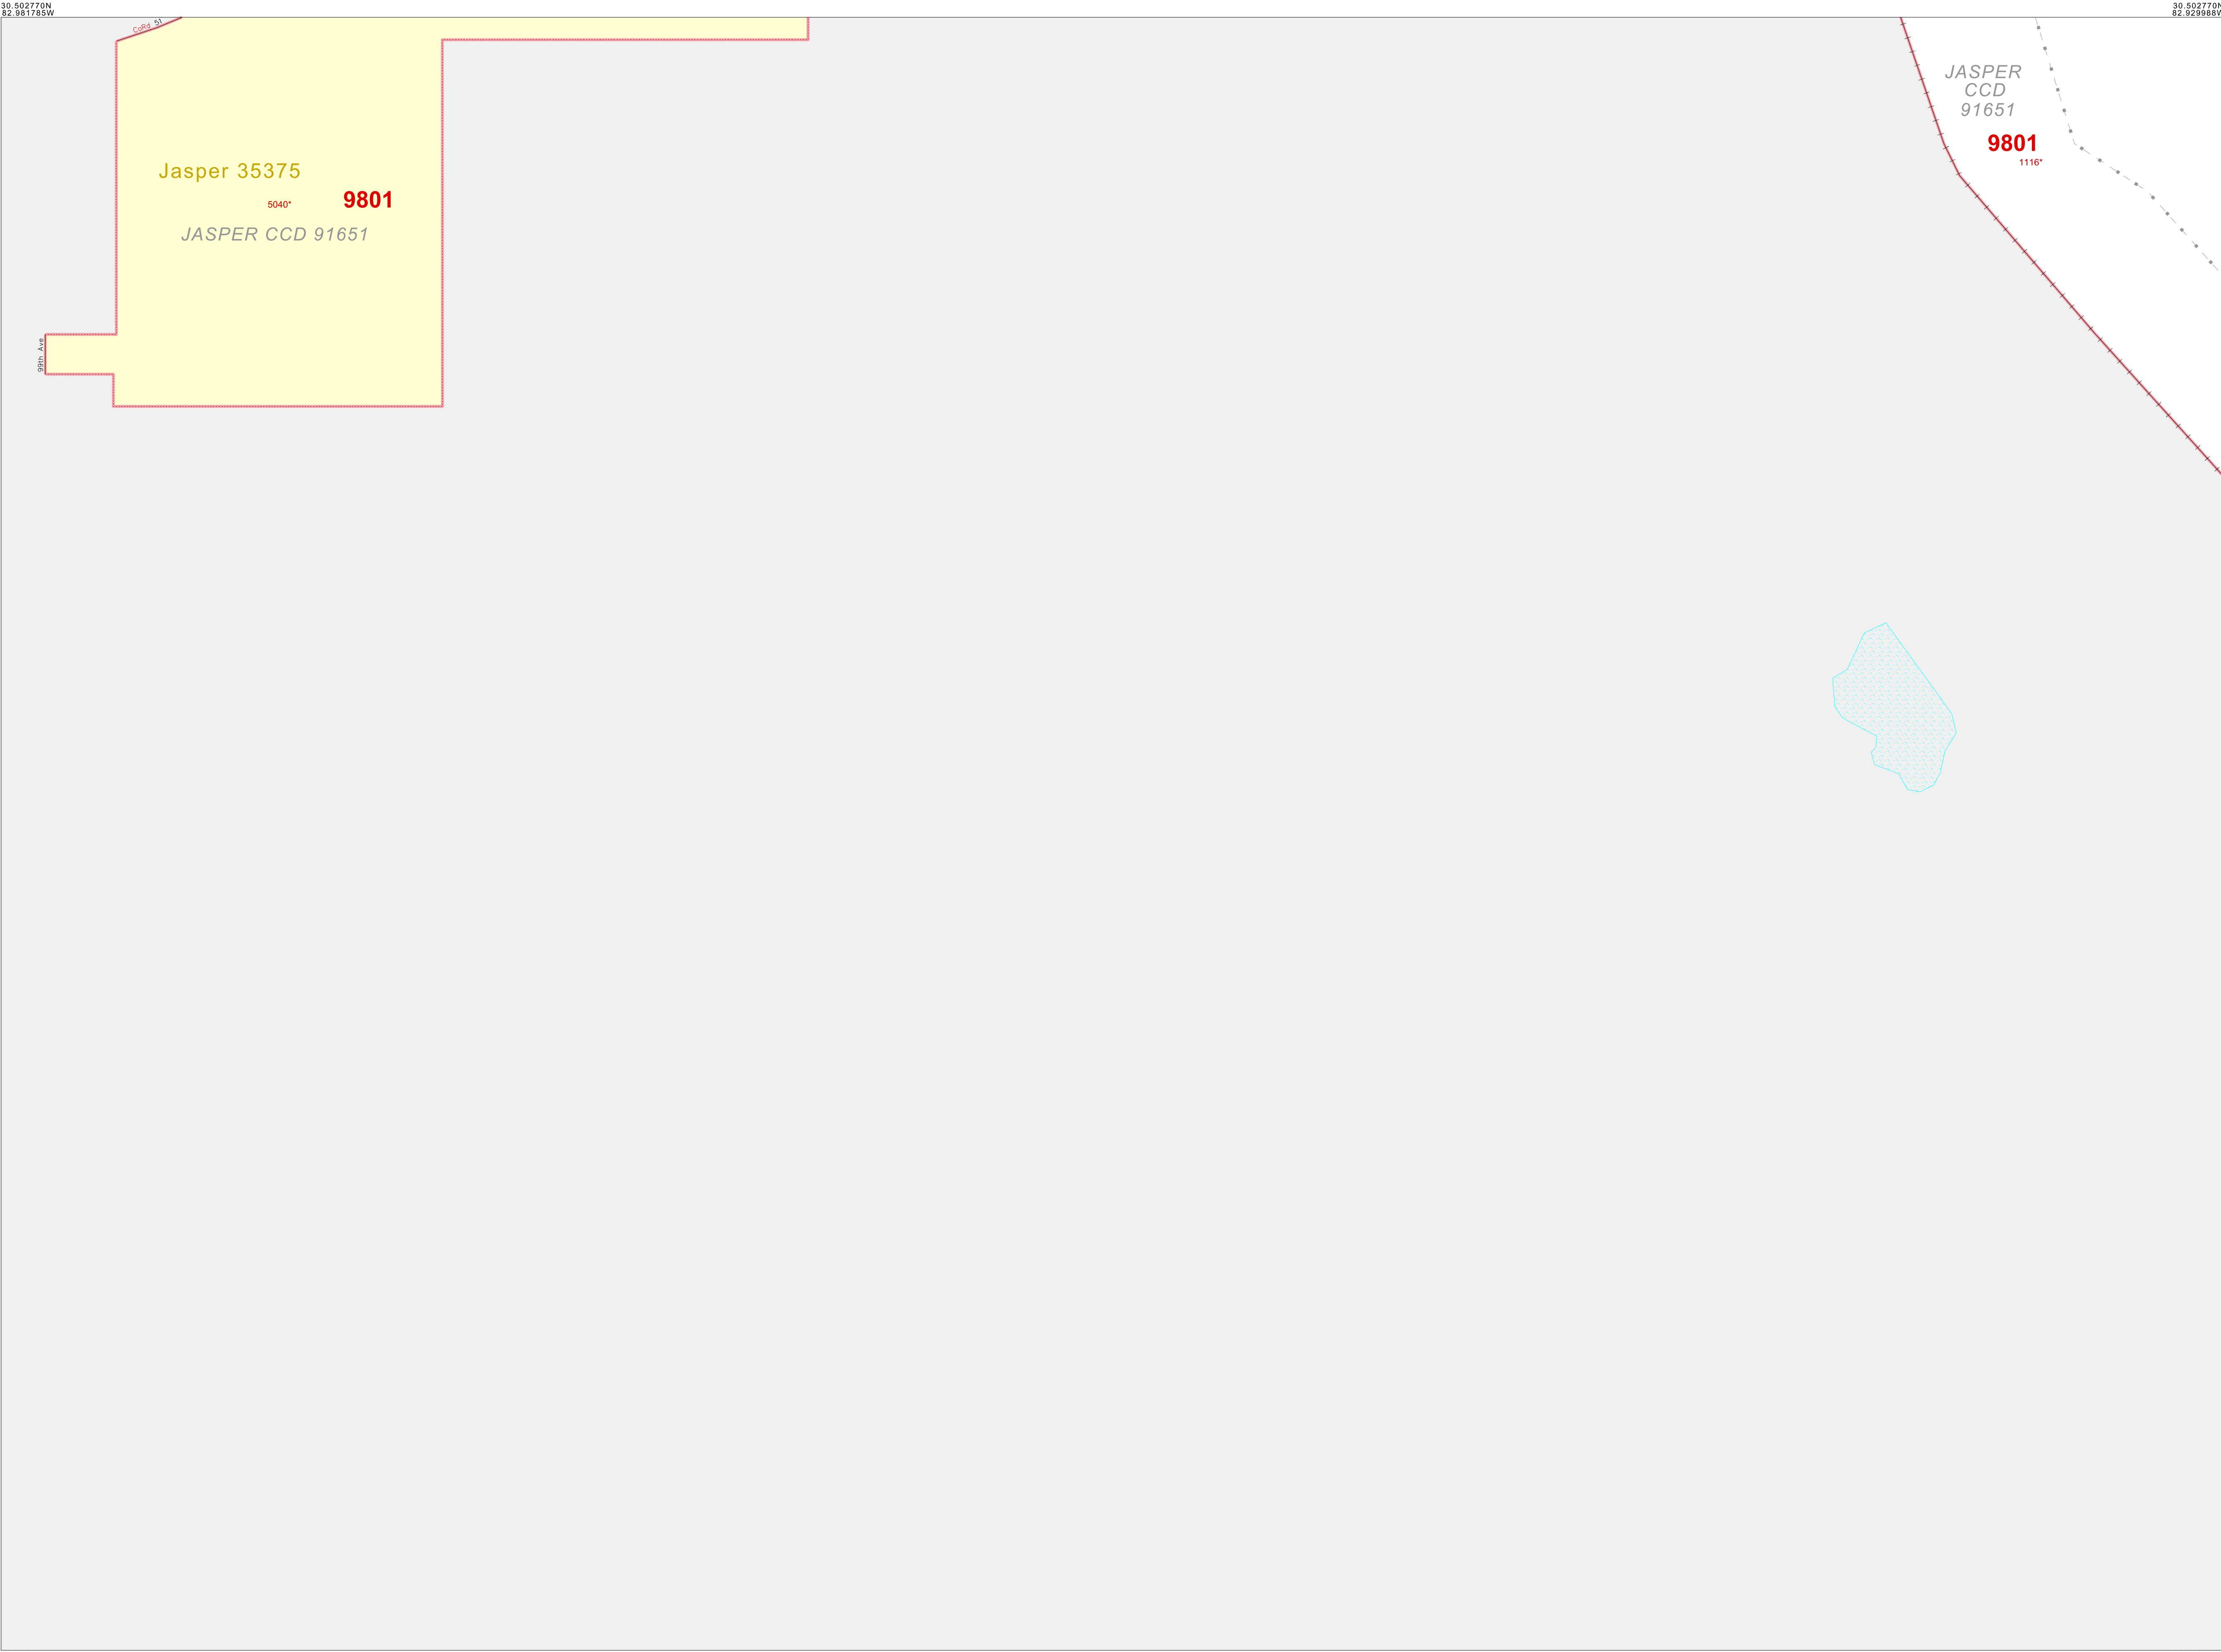 30.502770N
82.981785W
30.502770N
82.929988W
CoRd 51
JASPER
CCD
91651
9801
1116*
Jasper 35375
5040*
9801
JASPER CCD 91651
99th Ave